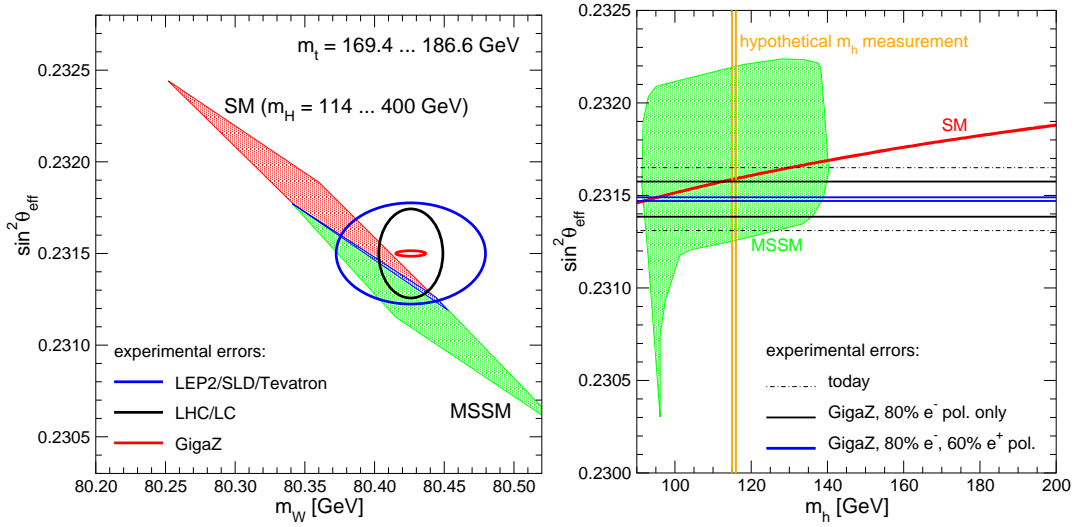 m_t = 169.4 ... 186.6 GeV
SM (m_H = 114 ... 400 GeV)
MSSM
experimental errors:
LEP2/SLD/Tevatron
LHC/LC
GigaZ
sin²θ_eff
0.2325
0.2320
0.2315
0.2310
0.2305
80.20 80.25 80.30 80.35 80.40 80.45 80.50
m_W [GeV]
hypothetical m_h measurement
SM
MSSM
experimental errors:
today
GigaZ, 80% e⁻ pol. only
GigaZ, 80% e⁻, 60% e⁺ pol.
sin²θ_eff
0.2325
0.2320
0.2315
0.2310
0.2305
0.2300
100 120 140 160 180 200
m_h [GeV]